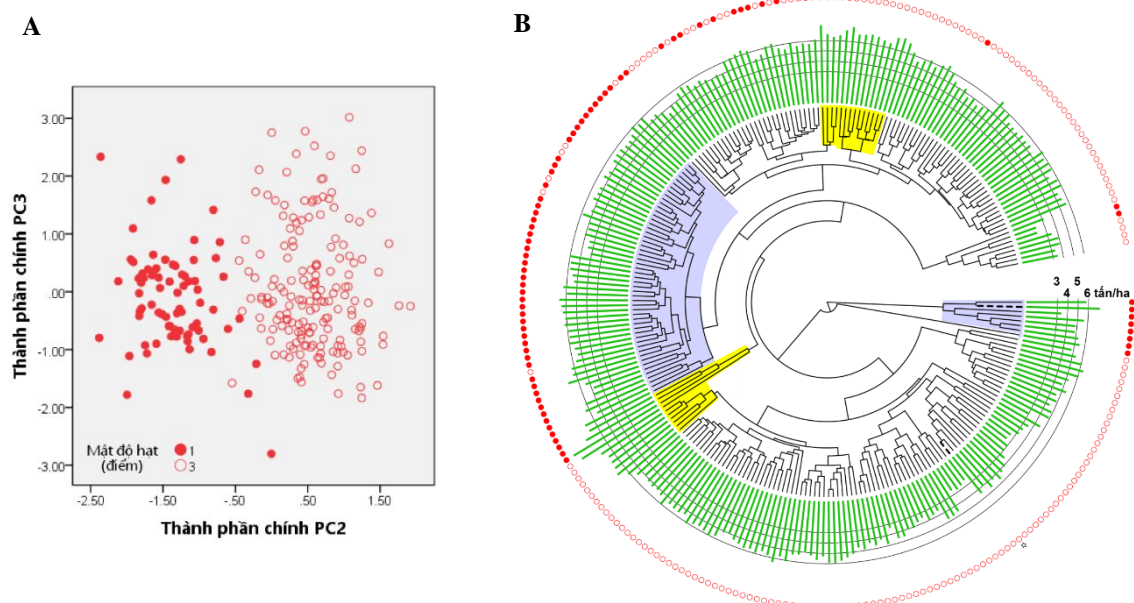 A
B
Thành phần chính PC3
3.00
2.00
1.00
.00
-1.00
-2.00
-3.00
Mật độ hạt
(điểm)
1
3
-2.50
-1.50
-.50
.50
1.50
Thành phần chính PC2
3
4
5
6 tấn/ha